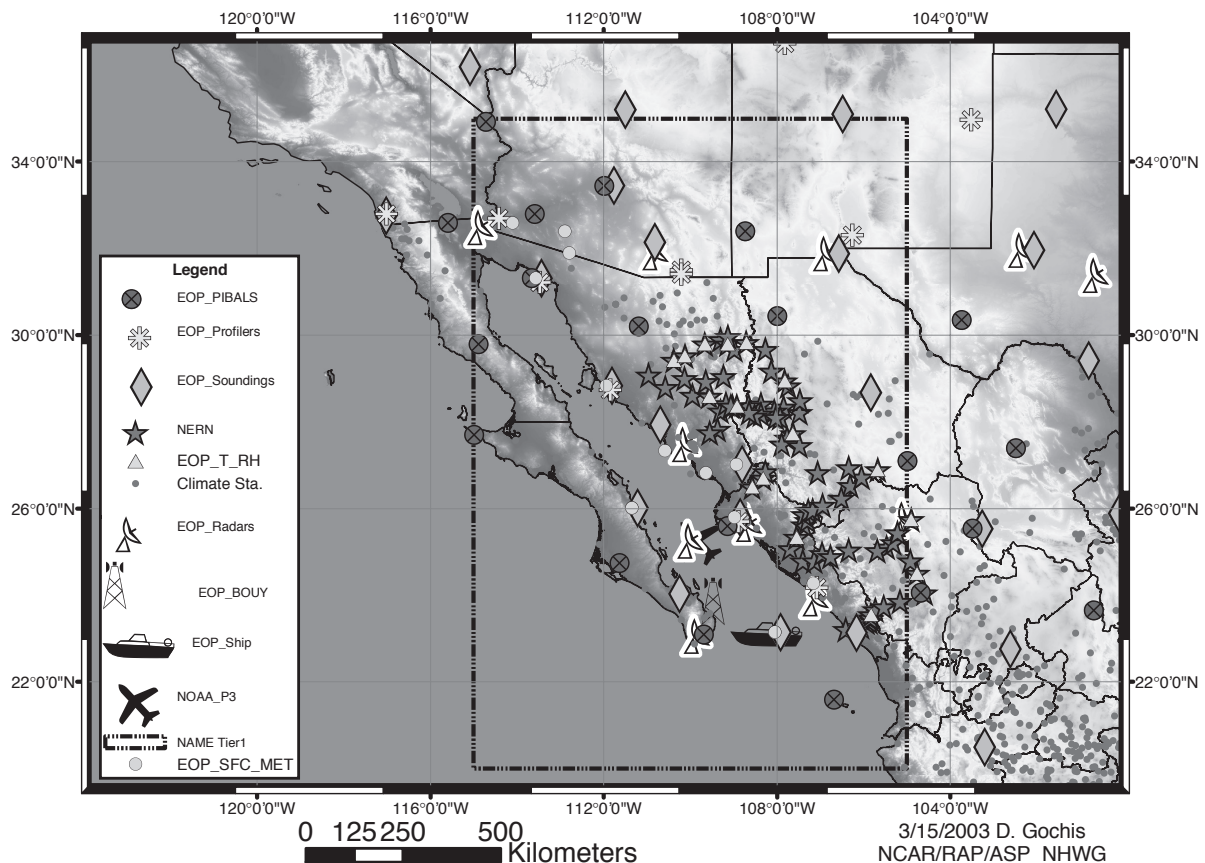 120°0'0"W 116°0'0"W 112°0'0"W 108°0'0"W 104°0'0"W
34°0'0"N 34°0'0"N
30°0'0"N 30°0'0"N
26°0'0"N 26°0'0"N
22°0'0"N 22°0'0"N
Legend
EOP_PIBALS
EOP_Profilers
EOP_Soundings
NERN
EOP_T_RH
Climate Sta.
EOP_Radars
EOP_BOUY
EOP_Ship
NOAA_P3
NAME Tier1
EOP_SFC_MET
120°0'0"W 116°0'0"W 112°0'0"W 108°0'0"W 104°0'0"W
0 125 250 500
Kilometers
3/15/2003 D. Gochis
NCAR/RAP/ASP NHWG